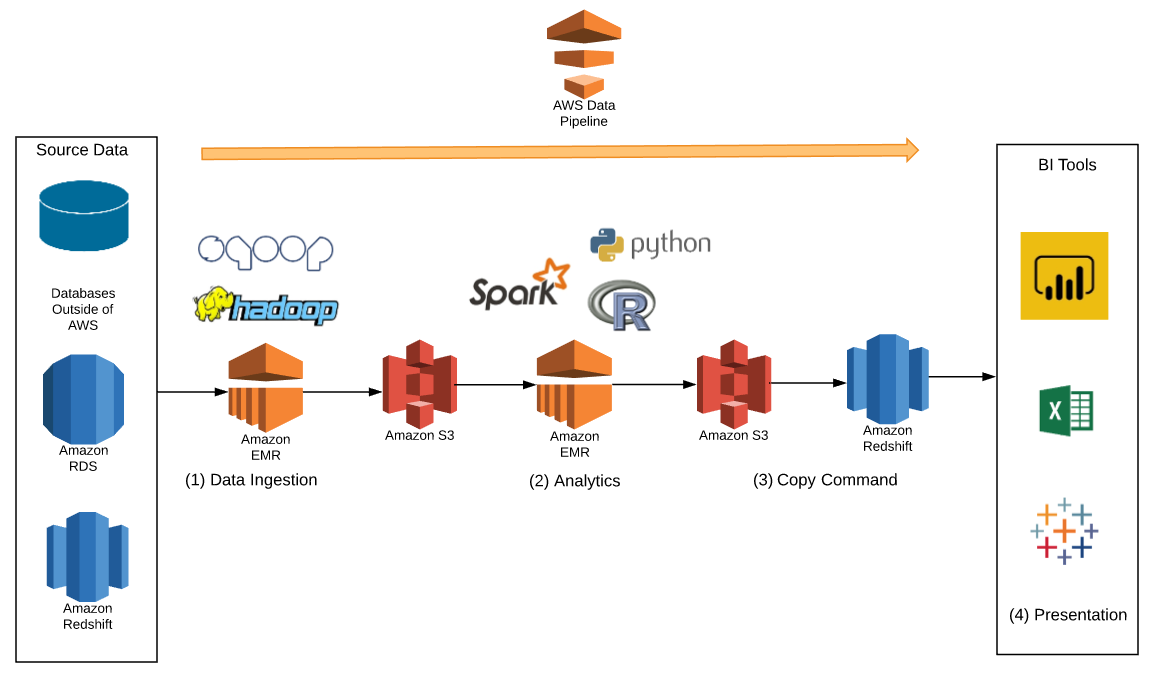 AWS Data
Pipeline
Source Data
Databases
Outside of
AWS
Amazon
RDS
Amazon
Redshift
sqoop
hadoop
Amazon
EMR
(1) Data Ingestion
Amazon S3
Spark
python
R
Amazon
EMR
(2) Analytics
Amazon S3
(3) Copy Command
Amazon
Redshift
BI Tools
X
(4) Presentation